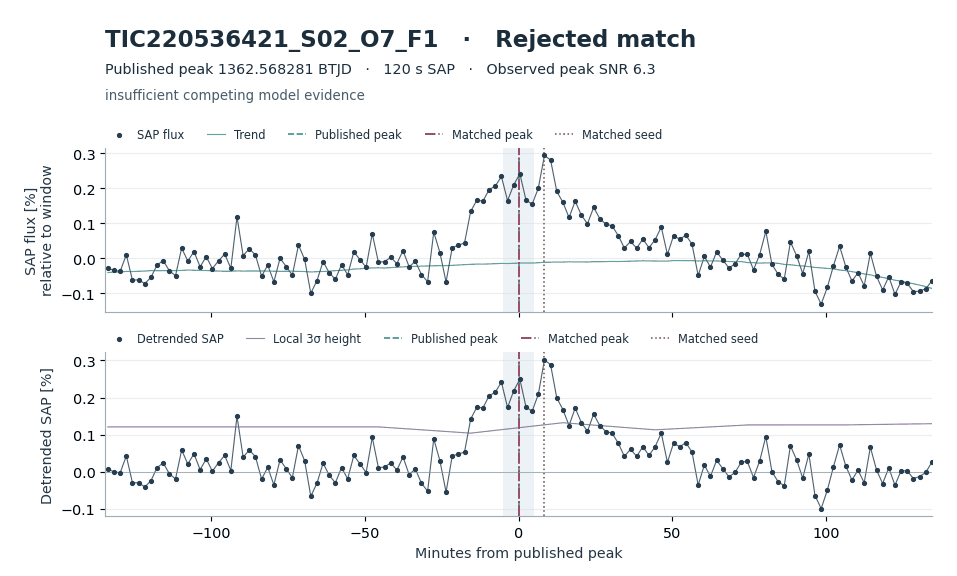 TIC220536421_S02_O7_F1 · Rejected match
Published peak 1362.568281 BTJD · 120 s SAP · Observed peak SNR 6.3
insufficient competing model evidence
SAP flux Trend Published peak Matched peak Matched seed
SAP flux [%]
relative to window
0.3
0.2
0.1
0.0
−0.1
Detrended SAP Local 3σ height Published peak Matched peak Matched seed
Detrended SAP [%]
0.3
0.2
0.1
0.0
−0.1
−100 −50 0 50 100
Minutes from published peak